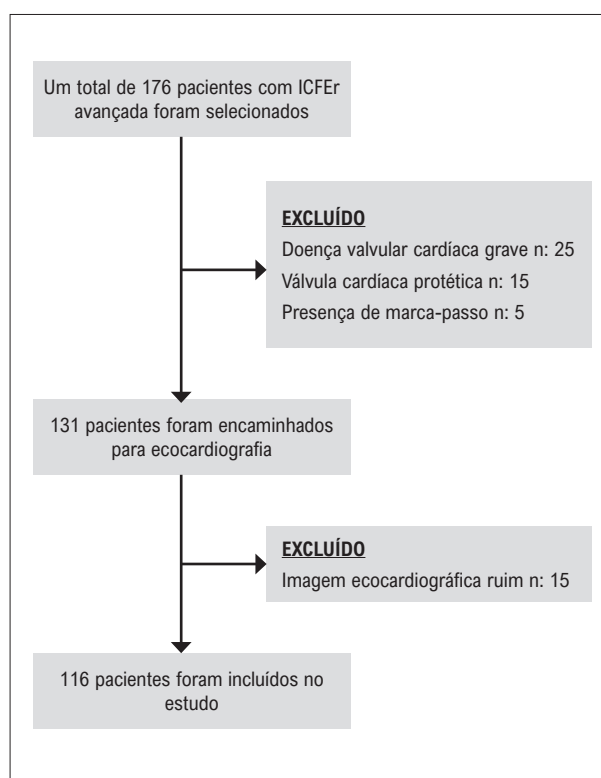 Um total de 176 pacientes com ICFEr
avançada foram selecionados
EXCLUÍDO
Doença valvular cardíaca grave n: 25
Válvula cardíaca protética n: 15
Presença de marca-passo n: 5
131 pacientes foram encaminhados
para ecocardiografia
EXCLUÍDO
Imagem ecocardiográfica ruim n: 15
116 pacientes foram incluídos no
estudo